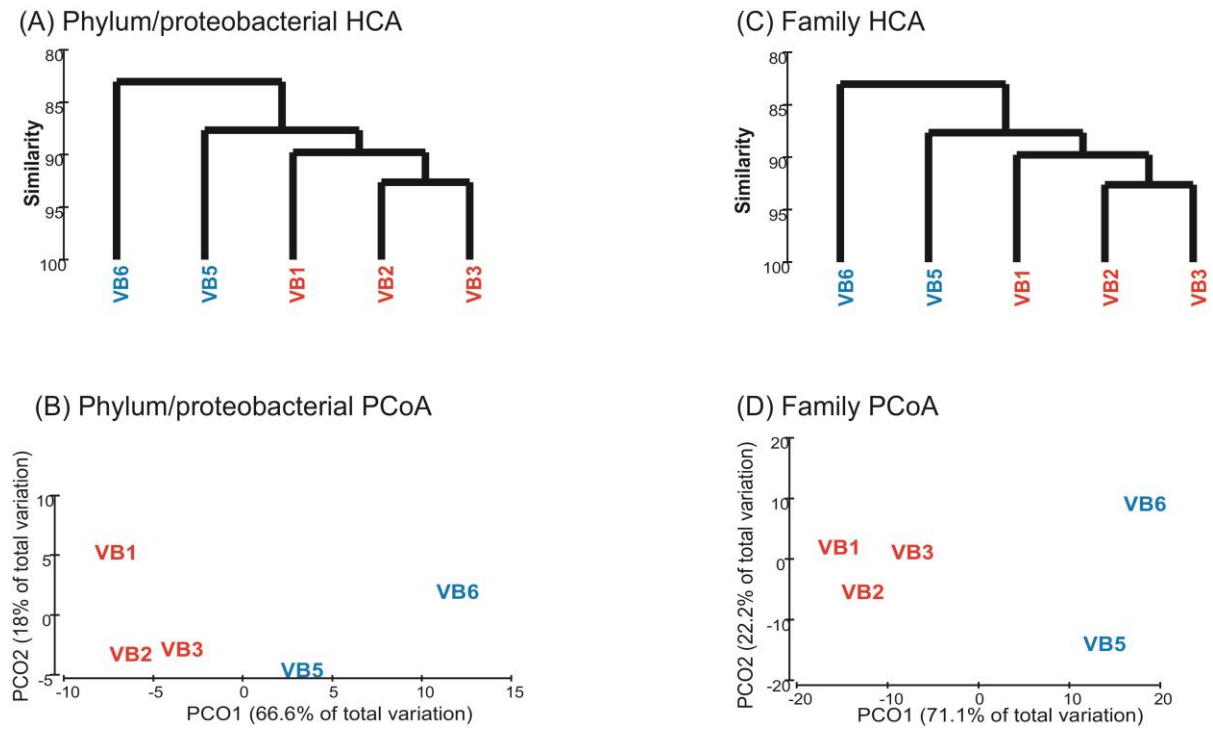 (A) Phylum/proteobacterial HCA
80
85
90
95
100
Similarity
VB6
VB5
VB1
VB2
VB3
(C) Family HCA
80
85
90
95
100
Similarity
VB6
VB5
VB1
VB2
VB3
(B) Phylum/proteobacterial PCoA
PCO2 (18% of total variation)
10
5
0
-5
VB1
VB6
VB2
VB3
VB5
-10
-5
0
5
10
15
PCO1 (66.6% of total variation)
(D) Family PCoA
PCO2 (22.2% of total variation)
20
10
0
-10
-20
VB6
VB1
VB3
VB2
VB5
-20
-10
0
10
20
PCO1 (71.1% of total variation)